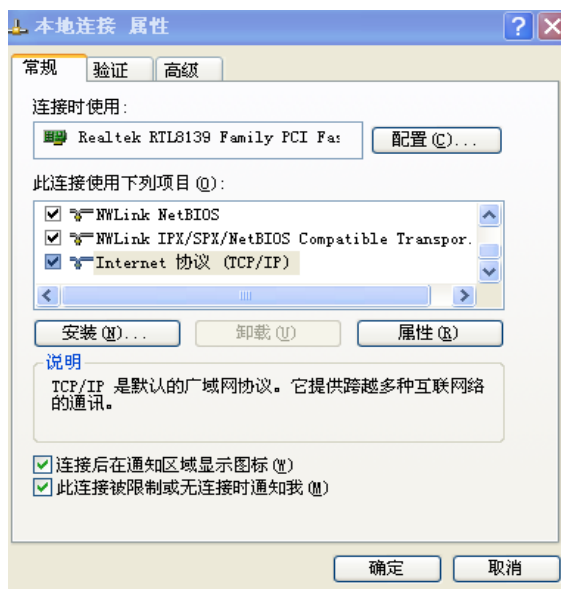 本地连接 属性
常规 验证 高级
连接时使用:
Realtek RTL8139 Family PCI Fa:
配置(C)...
此连接使用下列项目(O):
NWLink NetBIOS
NWLink IPX/SPX/NetBIOS Compatible Transpor.
Internet 协议 (TCP/IP)
安装(N)... 卸载(U) 属性(R)
说明
TCP/IP 是默认的广域网协议。它提供跨越多种互联网络
的通讯。
连接后在通知区域显示图标(W)
此连接被限制或无连接时通知我(M)
确定 取消